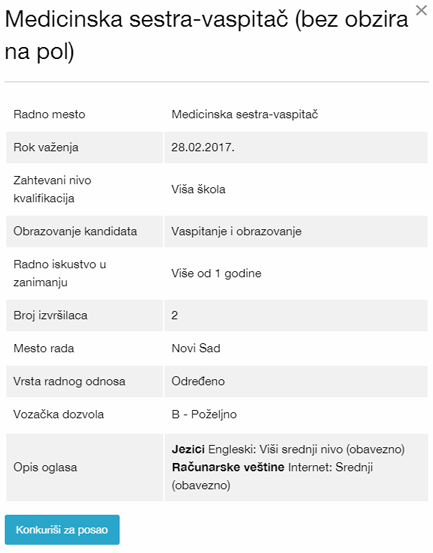 Medicinska sestra-vaspitač (bez obzira
na pol)
Radno mesto Medicinska sestra-vaspitač
Rok važenja 28.02.2017.
Zahtevani nivo
kvalifikacija Viša škola
Obrazovanje kandidata Vaspitanje i obrazovanje
Radno iskustvo u
zanimanju Više od 1 godine
Broj izvršilaca 2
Mesto rada Novi Sad
Vrsta radnog odnosa Određeno
Vozačka dozvola B - Poželjno
Opis oglasa
Jezici Engleski: Viši srednji nivo (obavezno)
Računarske veštine Internet: Srednji
(obavezno)
Konkuriši za posao